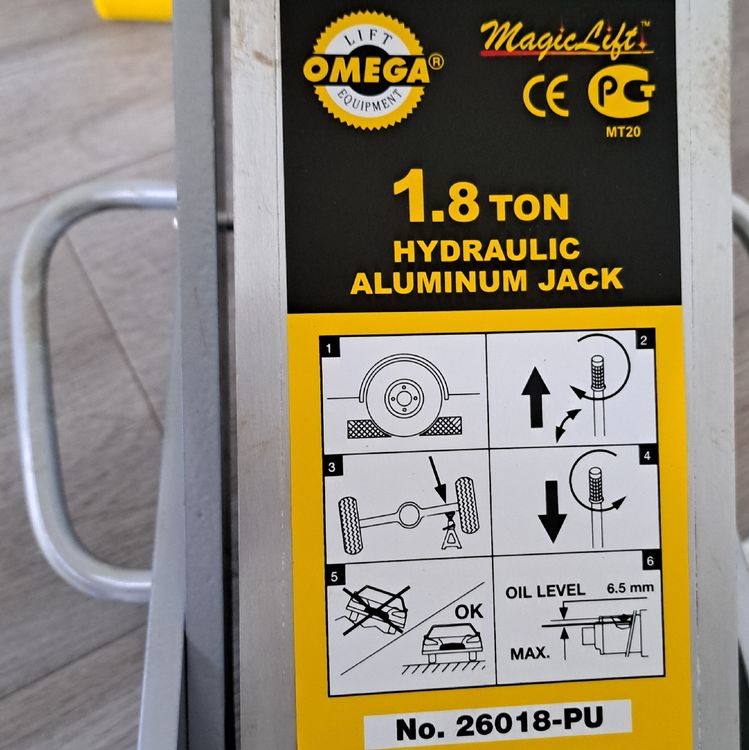 LIFT
OMEGA®
EQUIPMENT
MagicLift™
CE
PCT
MT20
1.8 TON
HYDRAULIC
ALUMINUM JACK
1
2
3
4
5
OK
6
OIL LEVEL 6.5 mm
MAX.
No. 26018-PU